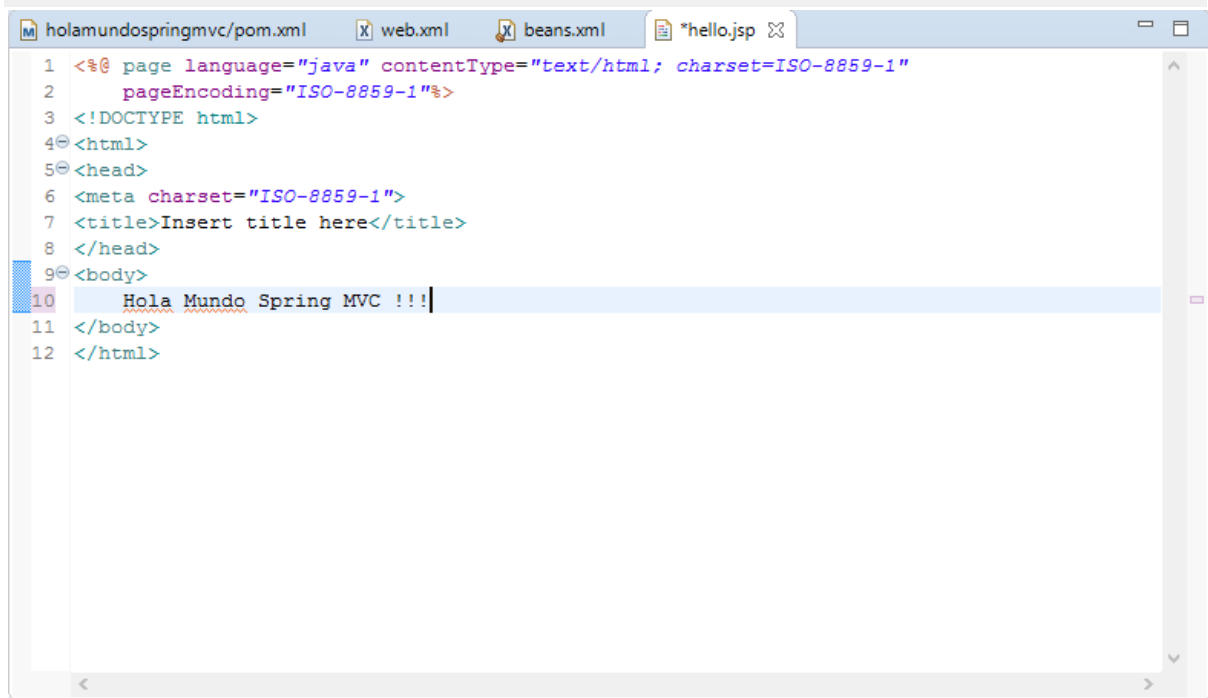 holamundospringmvc/pom.xml web.xml beans.xml *hello.jsp
1 <%@ page language="java" contentType="text/html; charset=ISO-8859-1"
2 pageEncoding="ISO-8859-1"%>
3 <!DOCTYPE html>
4 <html>
5 <head>
6 <meta charset="ISO-8859-1">
7 <title>Insert title here</title>
8 </head>
9 <body>
10 Hola Mundo Spring MVC !!!
11 </body>
12 </html>